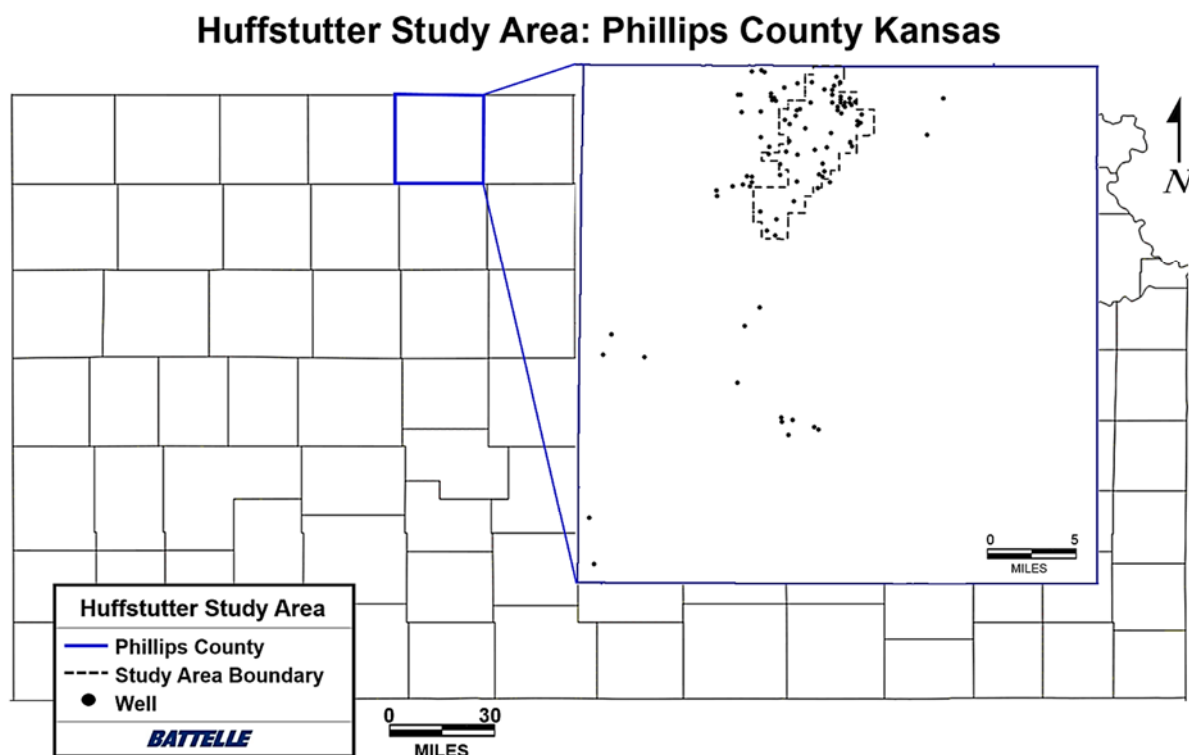 Huffstutter Study Area: Phillips County Kansas
N
0 5
MILES
Huffstutter Study Area
Phillips County
Study Area Boundary
Well
BATTELLE
0 30
MILES